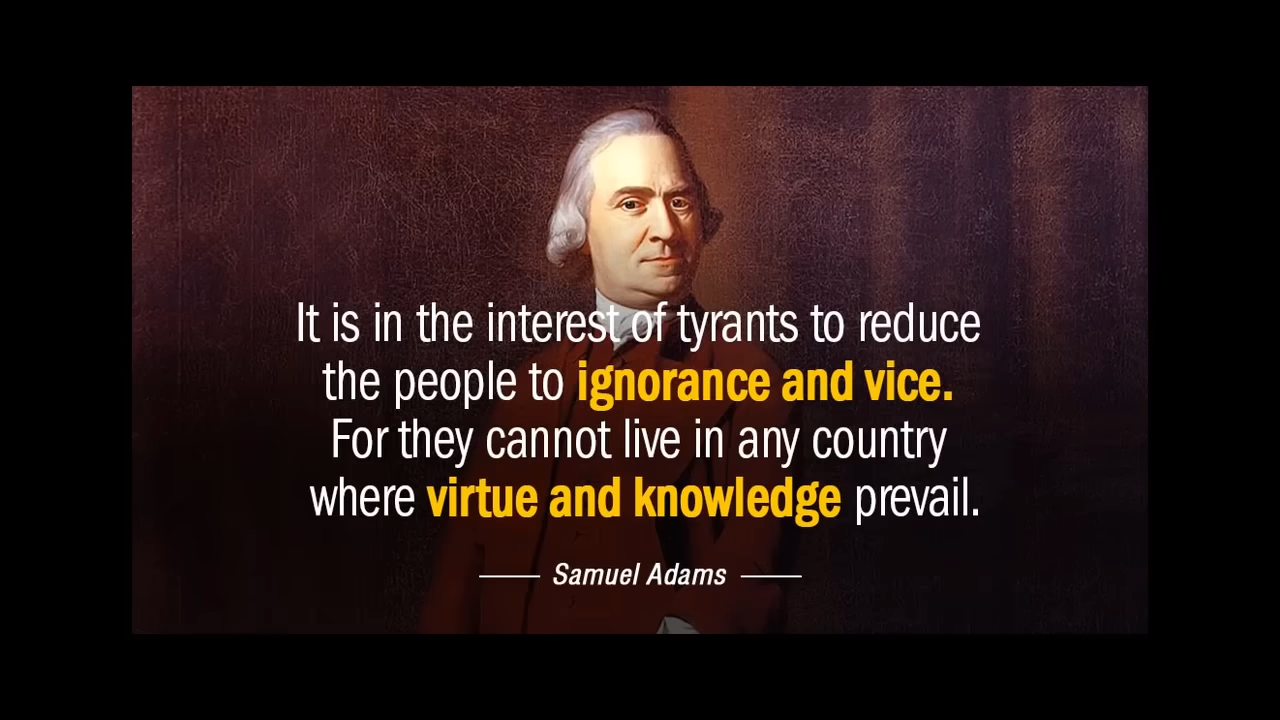 It is in the interest of tyrants to reduce
the people to ignorance and vice.
For they cannot live in any country
where virtue and knowledge prevail.
Samuel Adams